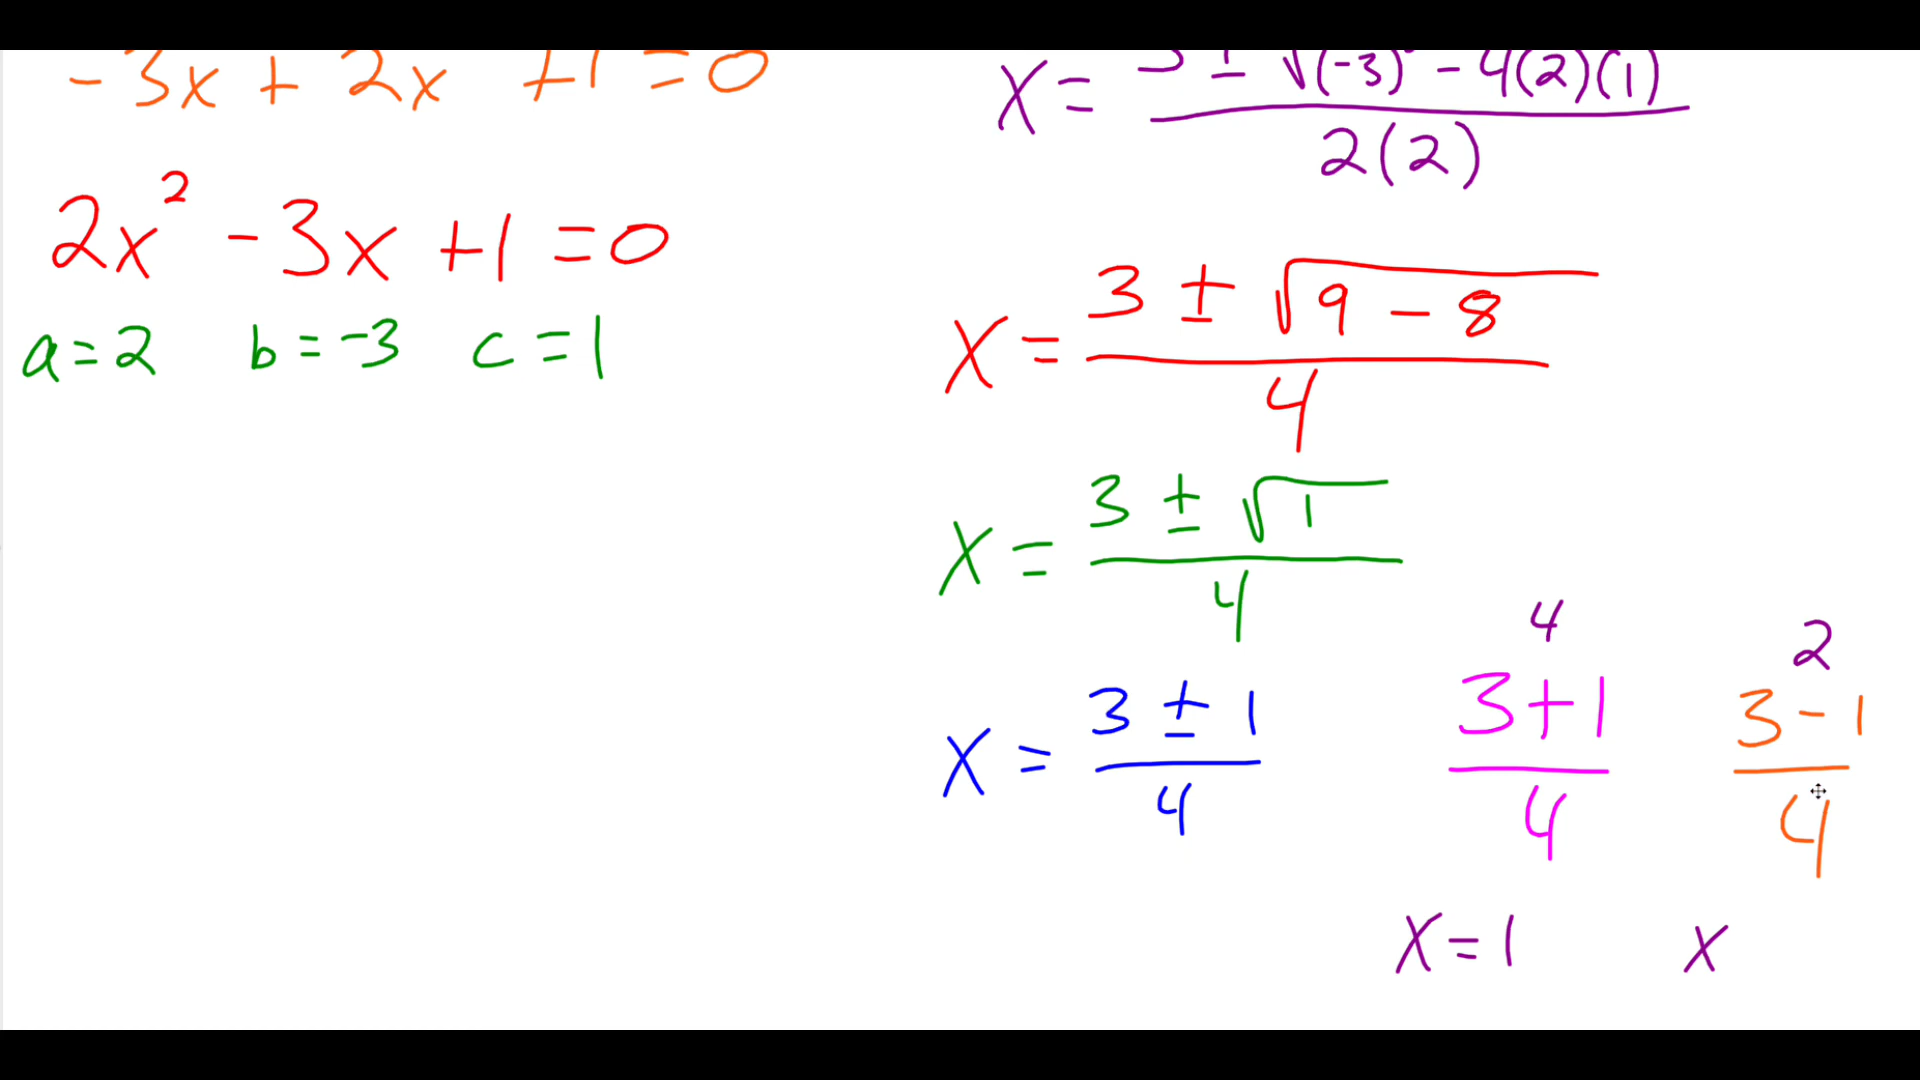 -3x + 2x² +1 = 0
2x² - 3x + 1 = 0
a = 2 b = -3 c = 1
x = 3 ± √(-3)² - 4(2)(1)
2(2)
x = 3 ± √9 - 8
4
x = 3 ± √1
4
x = 3 ± 1
4
4
3 + 1
4
x = 1
2
3 - 1
4
x